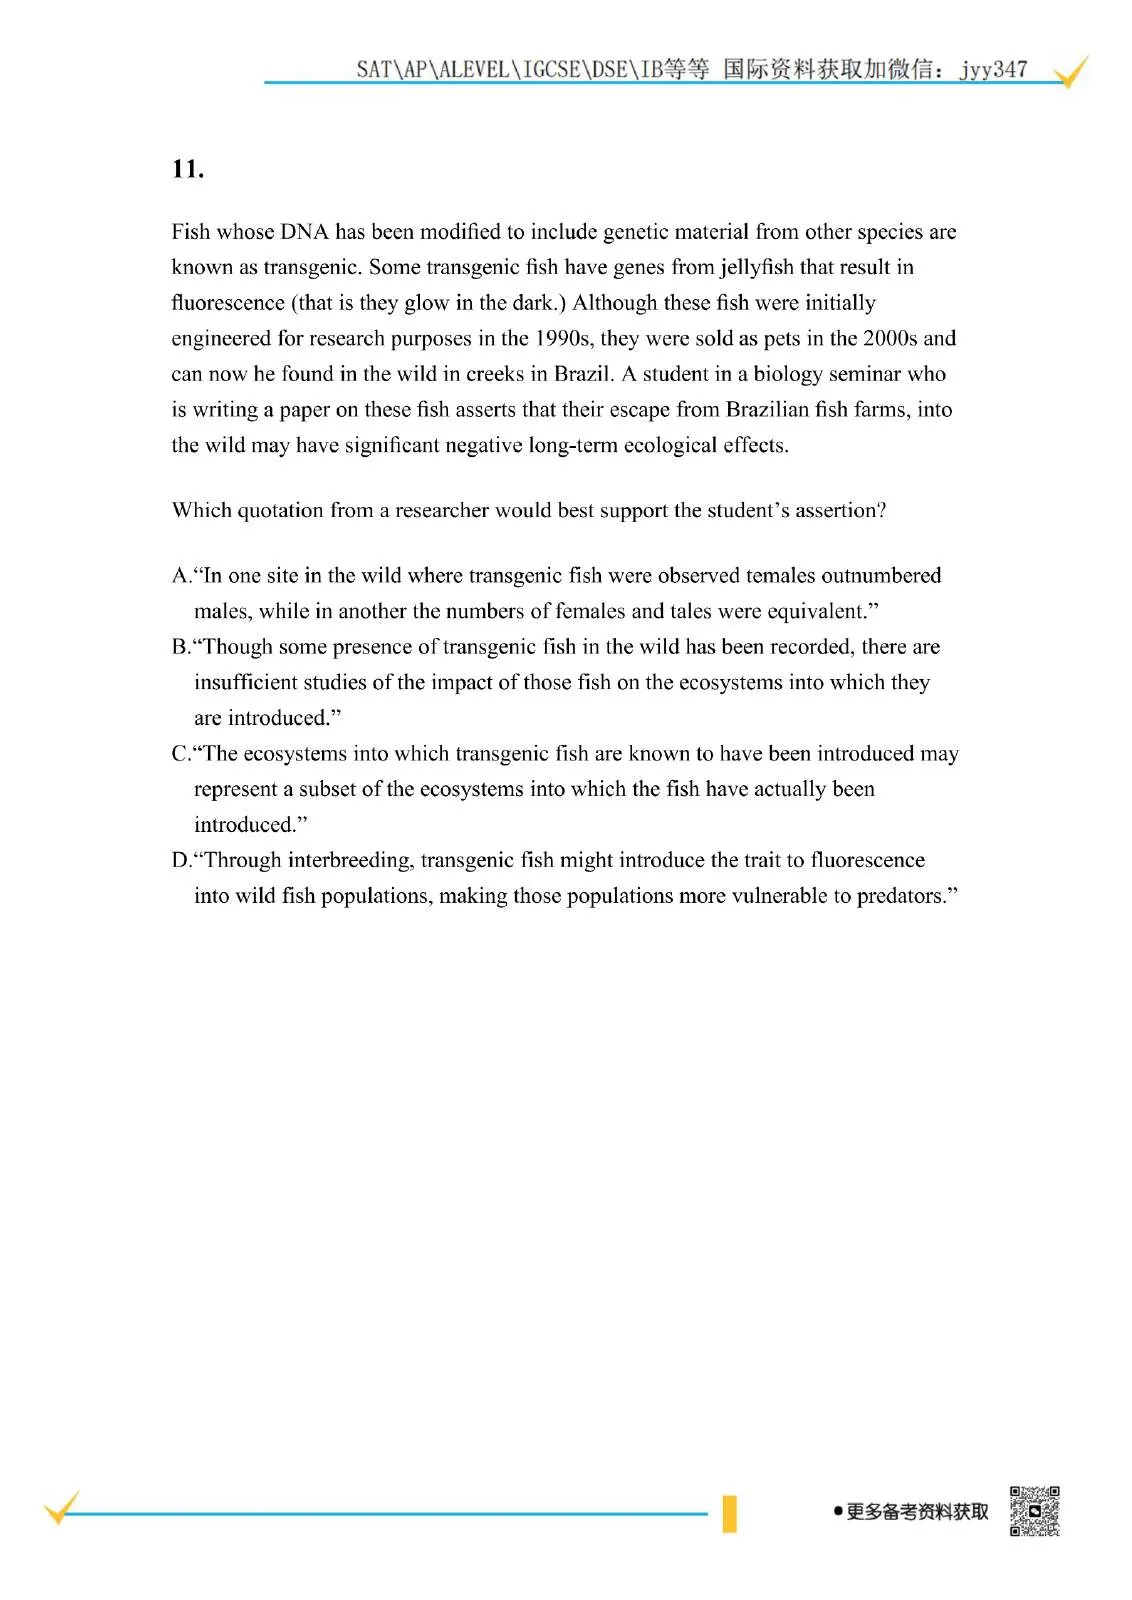 SAT\AP\ALEVEL\IGCSE\DSE\IB等等 国际资料获取加微信：jyy347
11.
Fish whose DNA has been modified to include genetic material from other species are
known as transgenic. Some transgenic fish have genes from jellyfish that result in
fluorescence (that is they glow in the dark.) Although these fish were initially
engineered for research purposes in the 1990s, they were sold as pets in the 2000s and
can now he found in the wild in creeks in Brazil. A student in a biology seminar who
is writing a paper on these fish asserts that their escape from Brazilian fish farms, into
the wild may have significant negative long-term ecological effects.
Which quotation from a researcher would best support the student’s assertion?
A.“In one site in the wild where transgenic fish were observed temales outnumbered
males, while in another the numbers of females and tales were equivalent.”
B.“Though some presence of transgenic fish in the wild has been recorded, there are
insufficient studies of the impact of those fish on the ecosystems into which they
are introduced.”
C.“The ecosystems into which transgenic fish are known to have been introduced may
represent a subset of the ecosystems into which the fish have actually been
introduced.”
D.“Through interbreeding, transgenic fish might introduce the trait to fluorescence
into wild fish populations, making those populations more vulnerable to predators.”
•更多备考资料获取